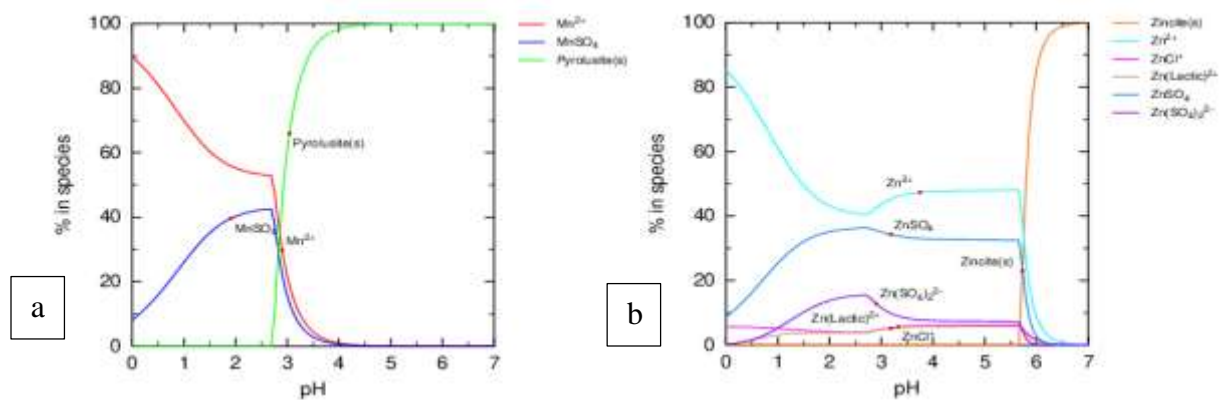 Mn²⁺
MnSO₄
Pyrolusite(s)
100
80
60
40
20
0
% in species
Pyrolusite(s)
MnSO₄
Mn²⁺
0 1 2 3 4 5 6 7
pH
a
Zincite(s)
Zn²⁺
ZnCl⁺
Zn(Lactic)²⁺
ZnSO₄
Zn(SO₄)₂²⁻
100
80
60
40
20
0
% in species
Zn²⁺
ZnSO₄
Zincite(s)
Zn(SO₄)₂²⁻
Zn(Lactic)²⁺
ZnCl⁺
0 1 2 3 4 5 6 7
pH
b